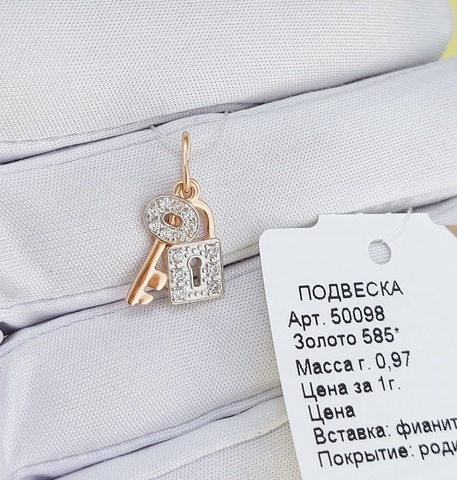 ПОДВЕСКА
Арт. 50098
Золото 585*
Масса г. 0,97
Цена за 1г.
Цена
Вставка: фианит
Покрытие: роди